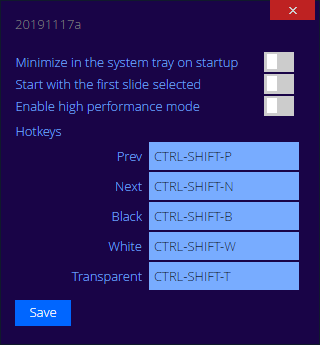 20191117a
Minimize in the system tray on startup
Start with the first slide selected
Enable high performance mode
Hotkeys
Prev CTRL-SHIFT-P
Next CTRL-SHIFT-N
Black CTRL-SHIFT-B
White CTRL-SHIFT-W
Transparent CTRL-SHIFT-T
Save